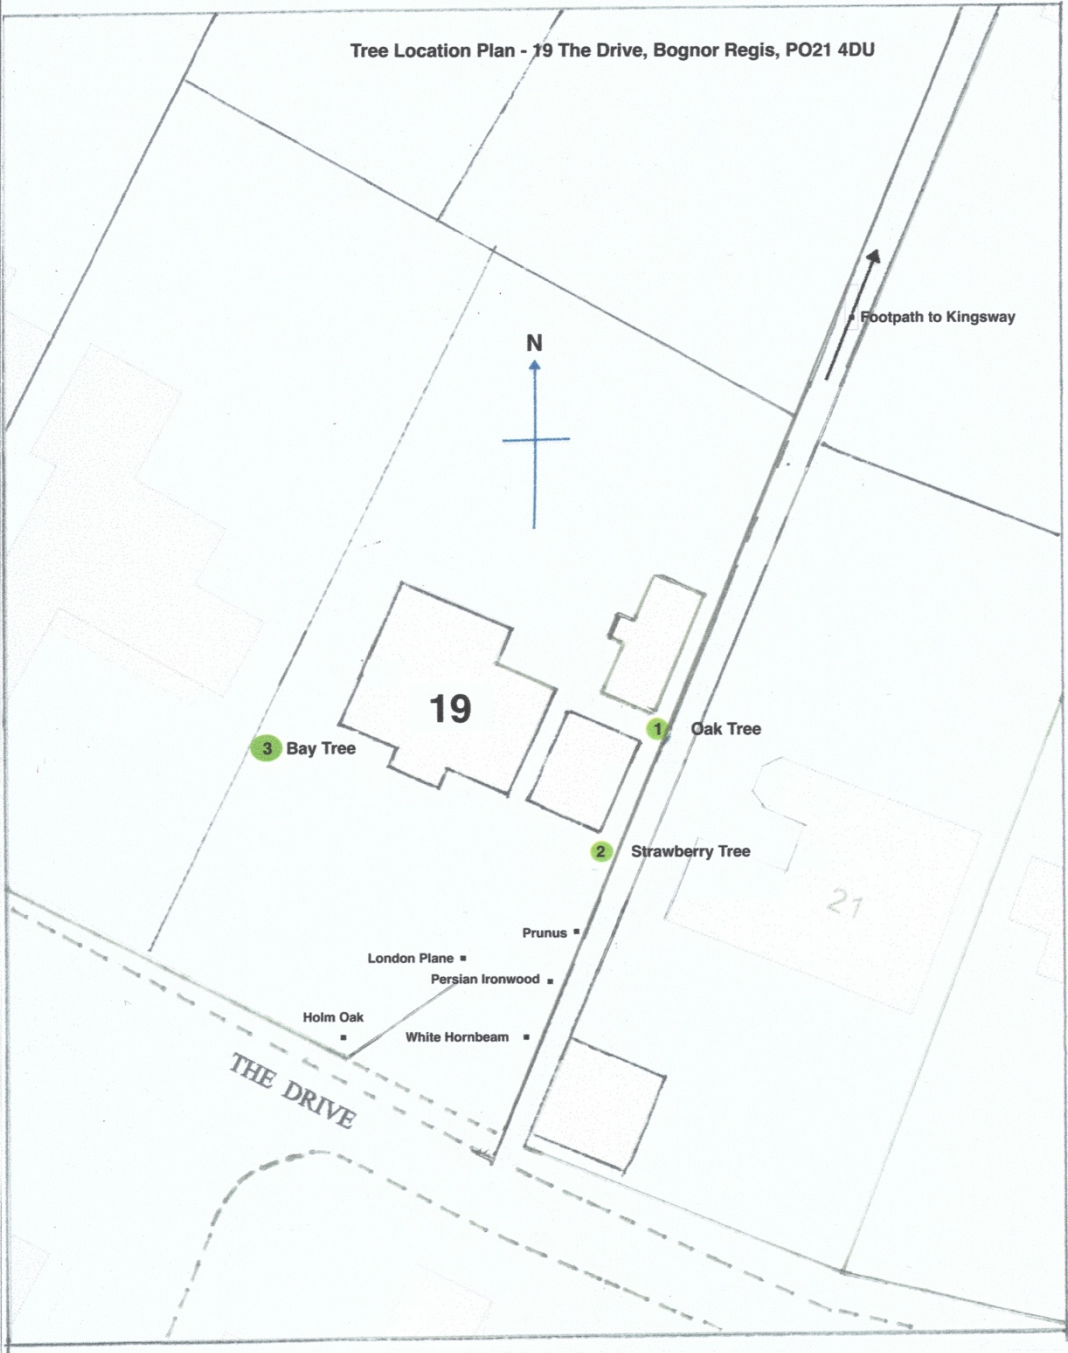 Tree Location Plan - 19 The Drive, Bognor Regis, PO21 4DU
Footpath to Kingsway
N
19
1 Oak Tree
3 Bay Tree
2 Strawberry Tree
21
Prunus
London Plane
Persian Ironwood
Holm Oak
White Hornbeam
THE DRIVE